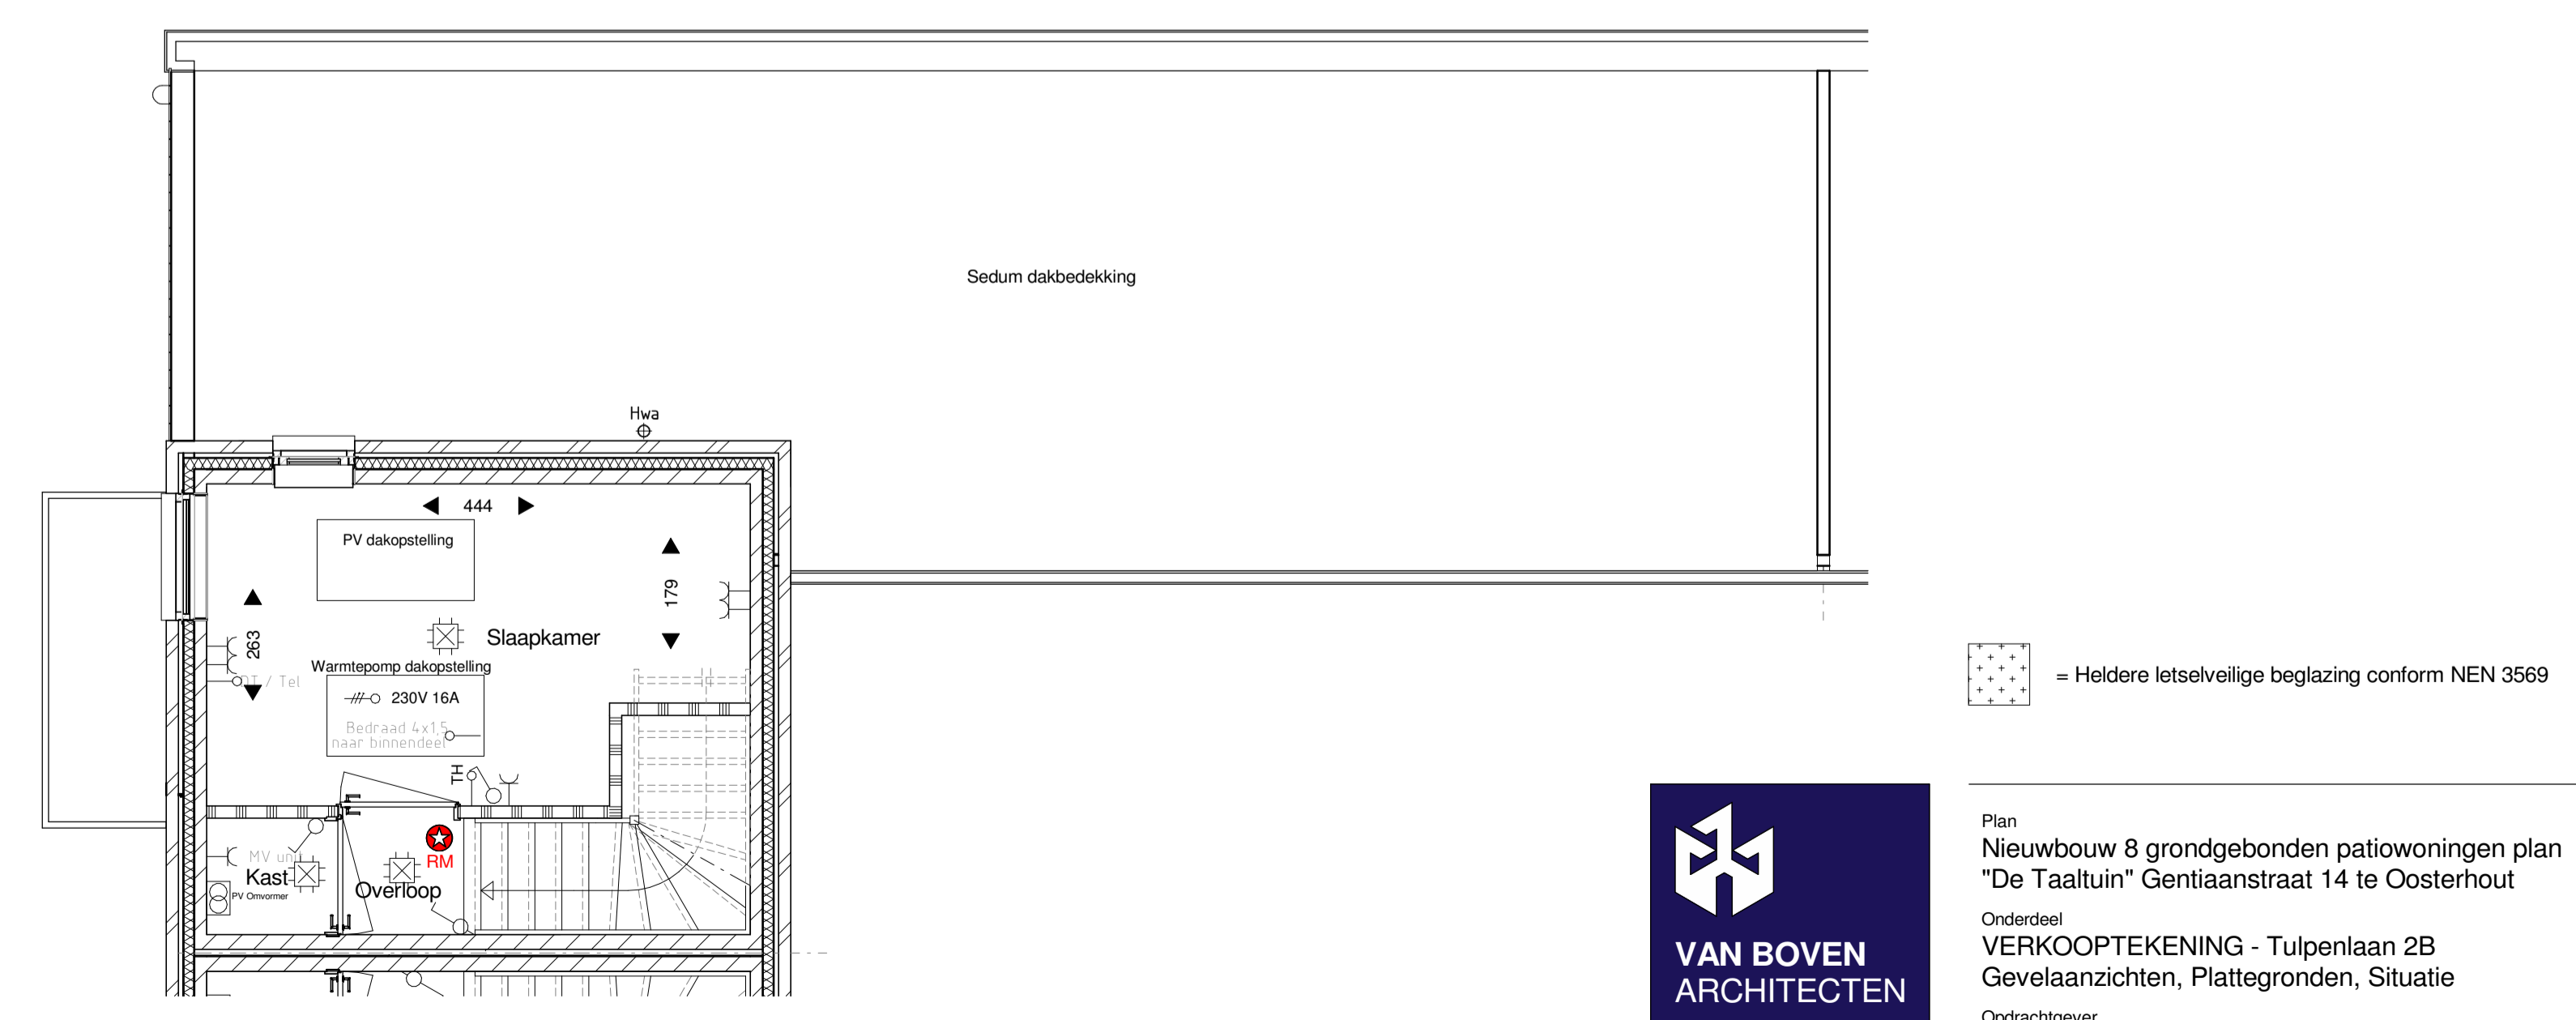 Sedum dakbedekking
Hwa
444
PV dakopstelling
179
263
Slaapkamer
Warmtepomp dakopstelling
/ Tel
230V 16A
Bedraad 4x1,5
naar binnendeel
TH
= Heldere letselveilige beglazing conform NEN 3569
RM
MV unit
Kast
Overloop
PV Omvormer
VAN BOVEN
ARCHITECTEN
Plan
Nieuwbouw 8 grondgebonden patiowoningen plan
"De Taaltuin" Gentiaanstraat 14 te Oosterhout
Onderdeel
VERKOOPTEKENING - Tulpenlaan 2B
Gevelaanzichten, Plattegronden, Situatie
Opdrachtgever